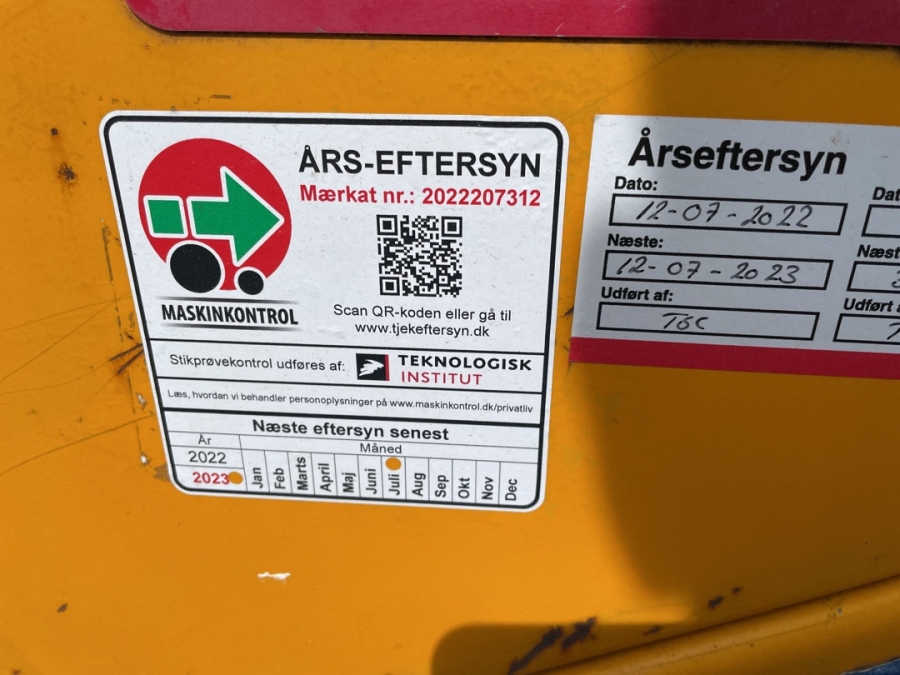 ÅRS-EFTERSYN
Mærkat nr.: 2022207312
MASKINKONTROL
Scan QR-koden eller gå til
www.tjekeftersyn.dk
Stikprøvekontrol udføres af: TEKNOLOGISK
INSTITUT
Læs, hvordan vi behandler personoplysninger på www.maskinkontrol.dk/privatliv
Næste eftersyn senest
År Måned
2022
2023 Jan Feb Marts April Maj Juni Juli Aug Sep Okt Nov Dec
Årseftersyn
Dato:
12-07-2022
Næste:
12-07-2023
Udført af:
Dat
Næst
Udført a